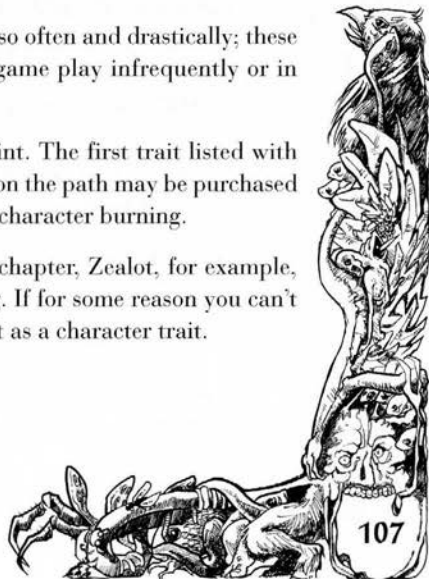 so often and drastically; these
game play infrequently or in
int. The first trait listed with
on the path may be purchased
character burning.
chapter, Zealot, for example,
. If for some reason you can't
t as a character trait.
107